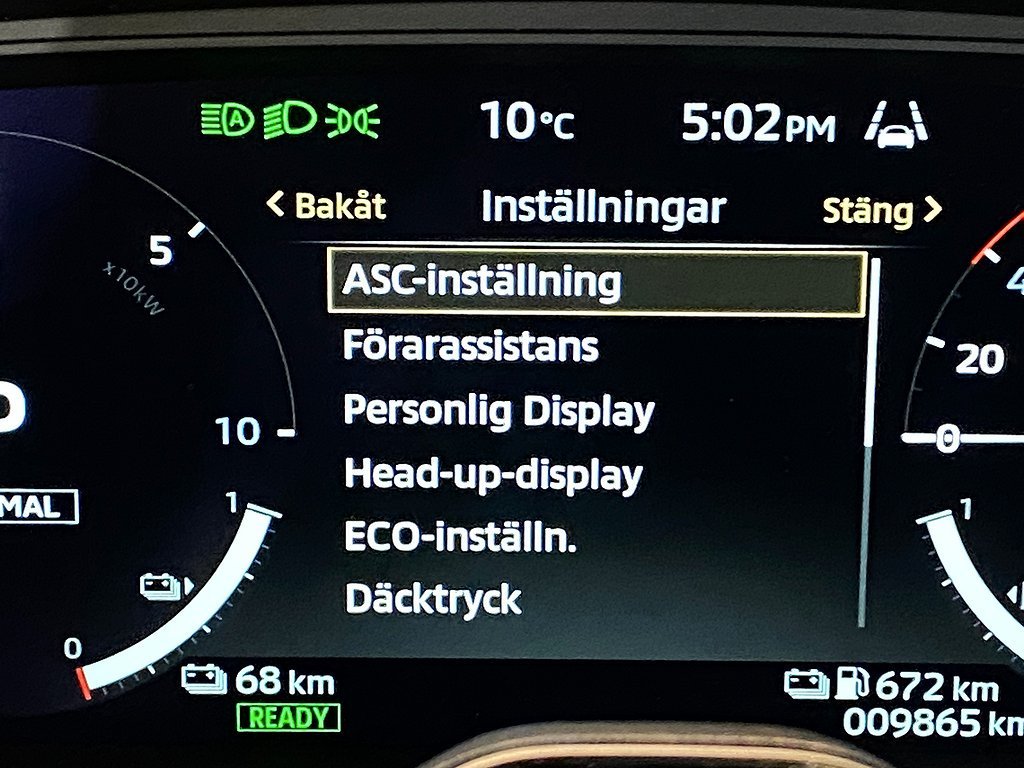 A
10°C
5:02PM
< Bakåt
Inställningar
Stäng >
5
x10kW
ASC-inställning
Förarassistans
Personlig Display
Head-up-display
ECO-inställn.
Däcktryck
10
MAL
1
0
4
20
0
1
68 km
READY
672 km
009865 km